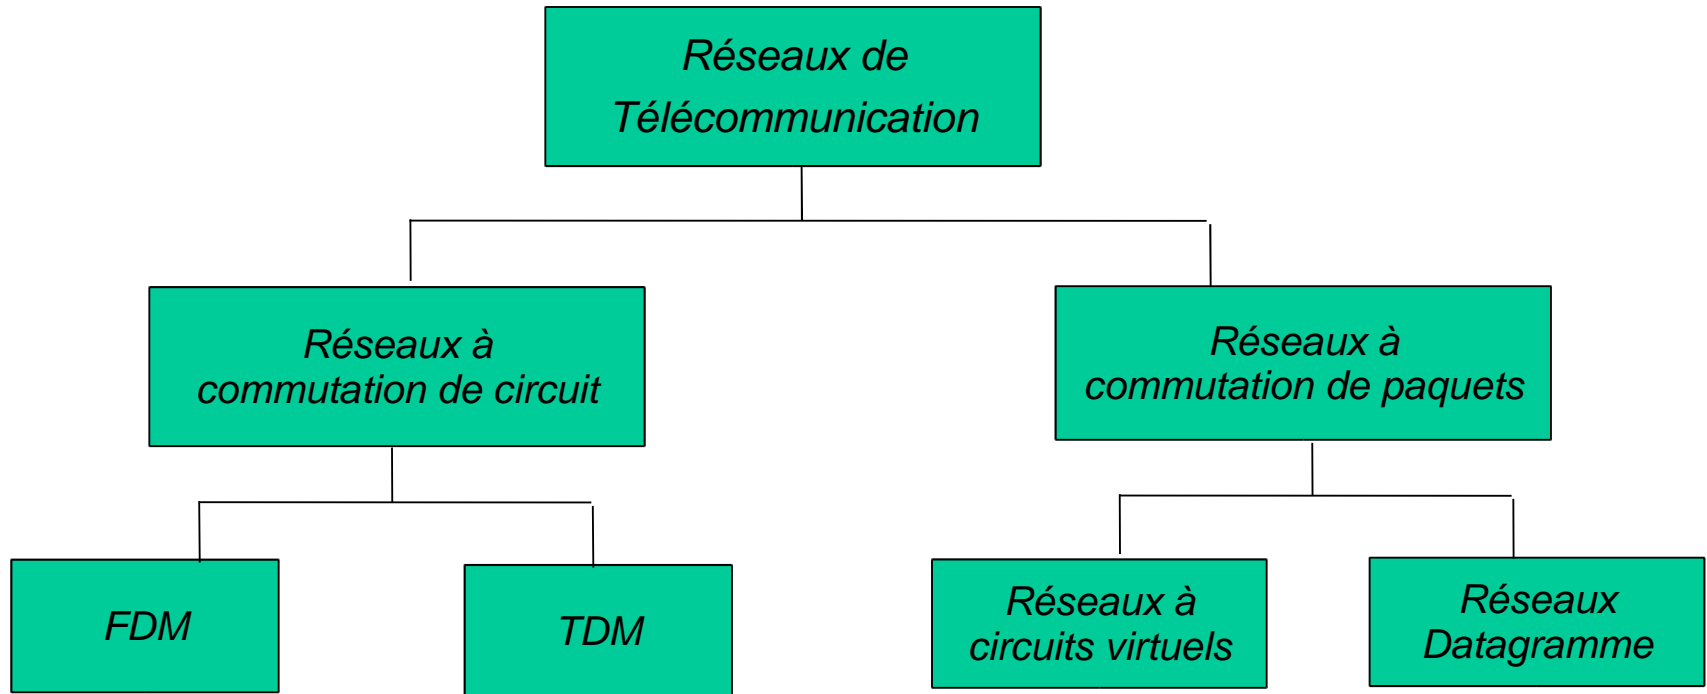 Réseaux de
Télécommunication
Réseaux à
commutation de circuit
Réseaux à
commutation de paquets
FDM
TDM
Réseaux à
circuits virtuels
Réseaux
Datagramme